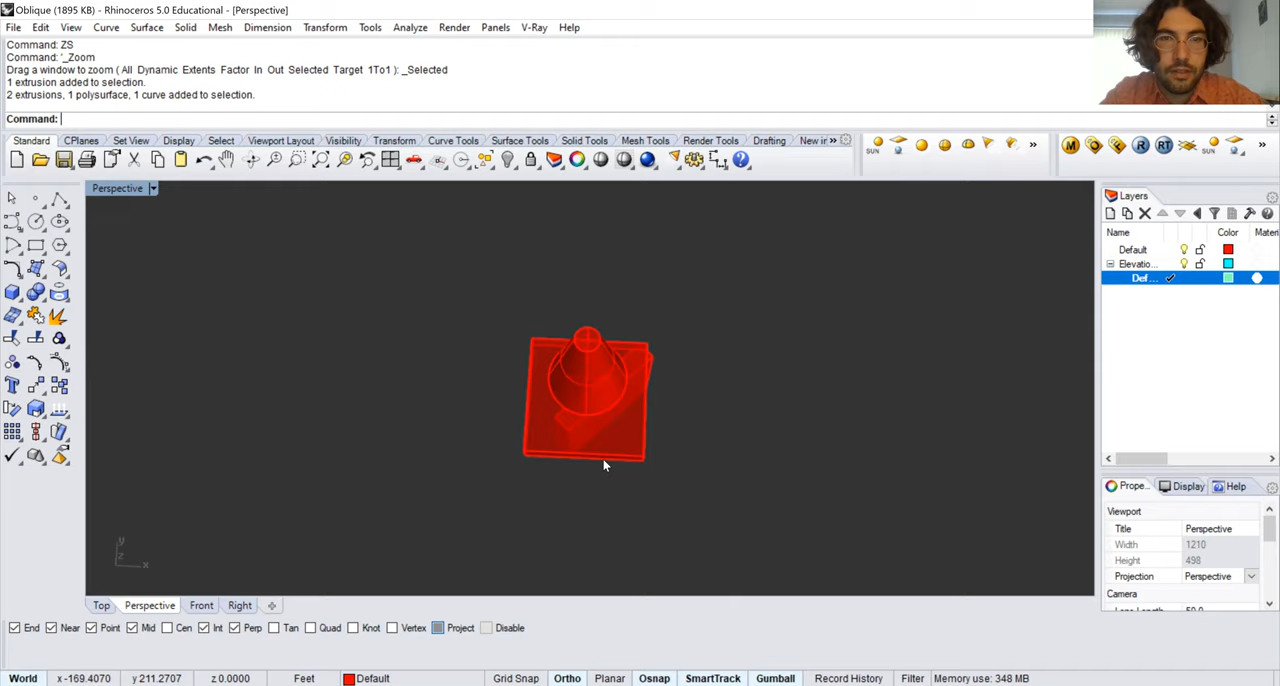 Oblique (1895 KB) - Rhinoceros 5.0 Educational - [Perspective]
File Edit View Curve Surface Solid Mesh Dimension Transform Tools Analyze Render Panels V-Ray Help
Command: ZS
Command: '_Zoom
Drag a window to zoom ( All Dynamic Extents Factor In Out Selected Target 1To1 ): _Selected
1 extrusion added to selection.
2 extrusions, 1 polysurface, 1 curve added to selection.
Command:
Standard CPlanes Set View Display Select Viewport Layout Visibility Transform Curve Tools Surface Tools Solid Tools Mesh Tools Render Tools Drafting New in »
SUN » M R RT SUN »
Perspective
Layers
Name Color Mater
Default
Elevatio...
Def...
Prope... Display Help
Viewport
Title Perspective
Width 1210
Height 498
Projection Perspective
Camera
y
z x
Top Perspective Front Right
End Near Point Mid Cen Int Perp Tan Quad Knot Vertex Project Disable
World x -169.4070 y 211.2707 z 0.0000 Feet Default Grid Snap Ortho Planar Osnap SmartTrack Gumball Record History Filter Memory use: 348 MB